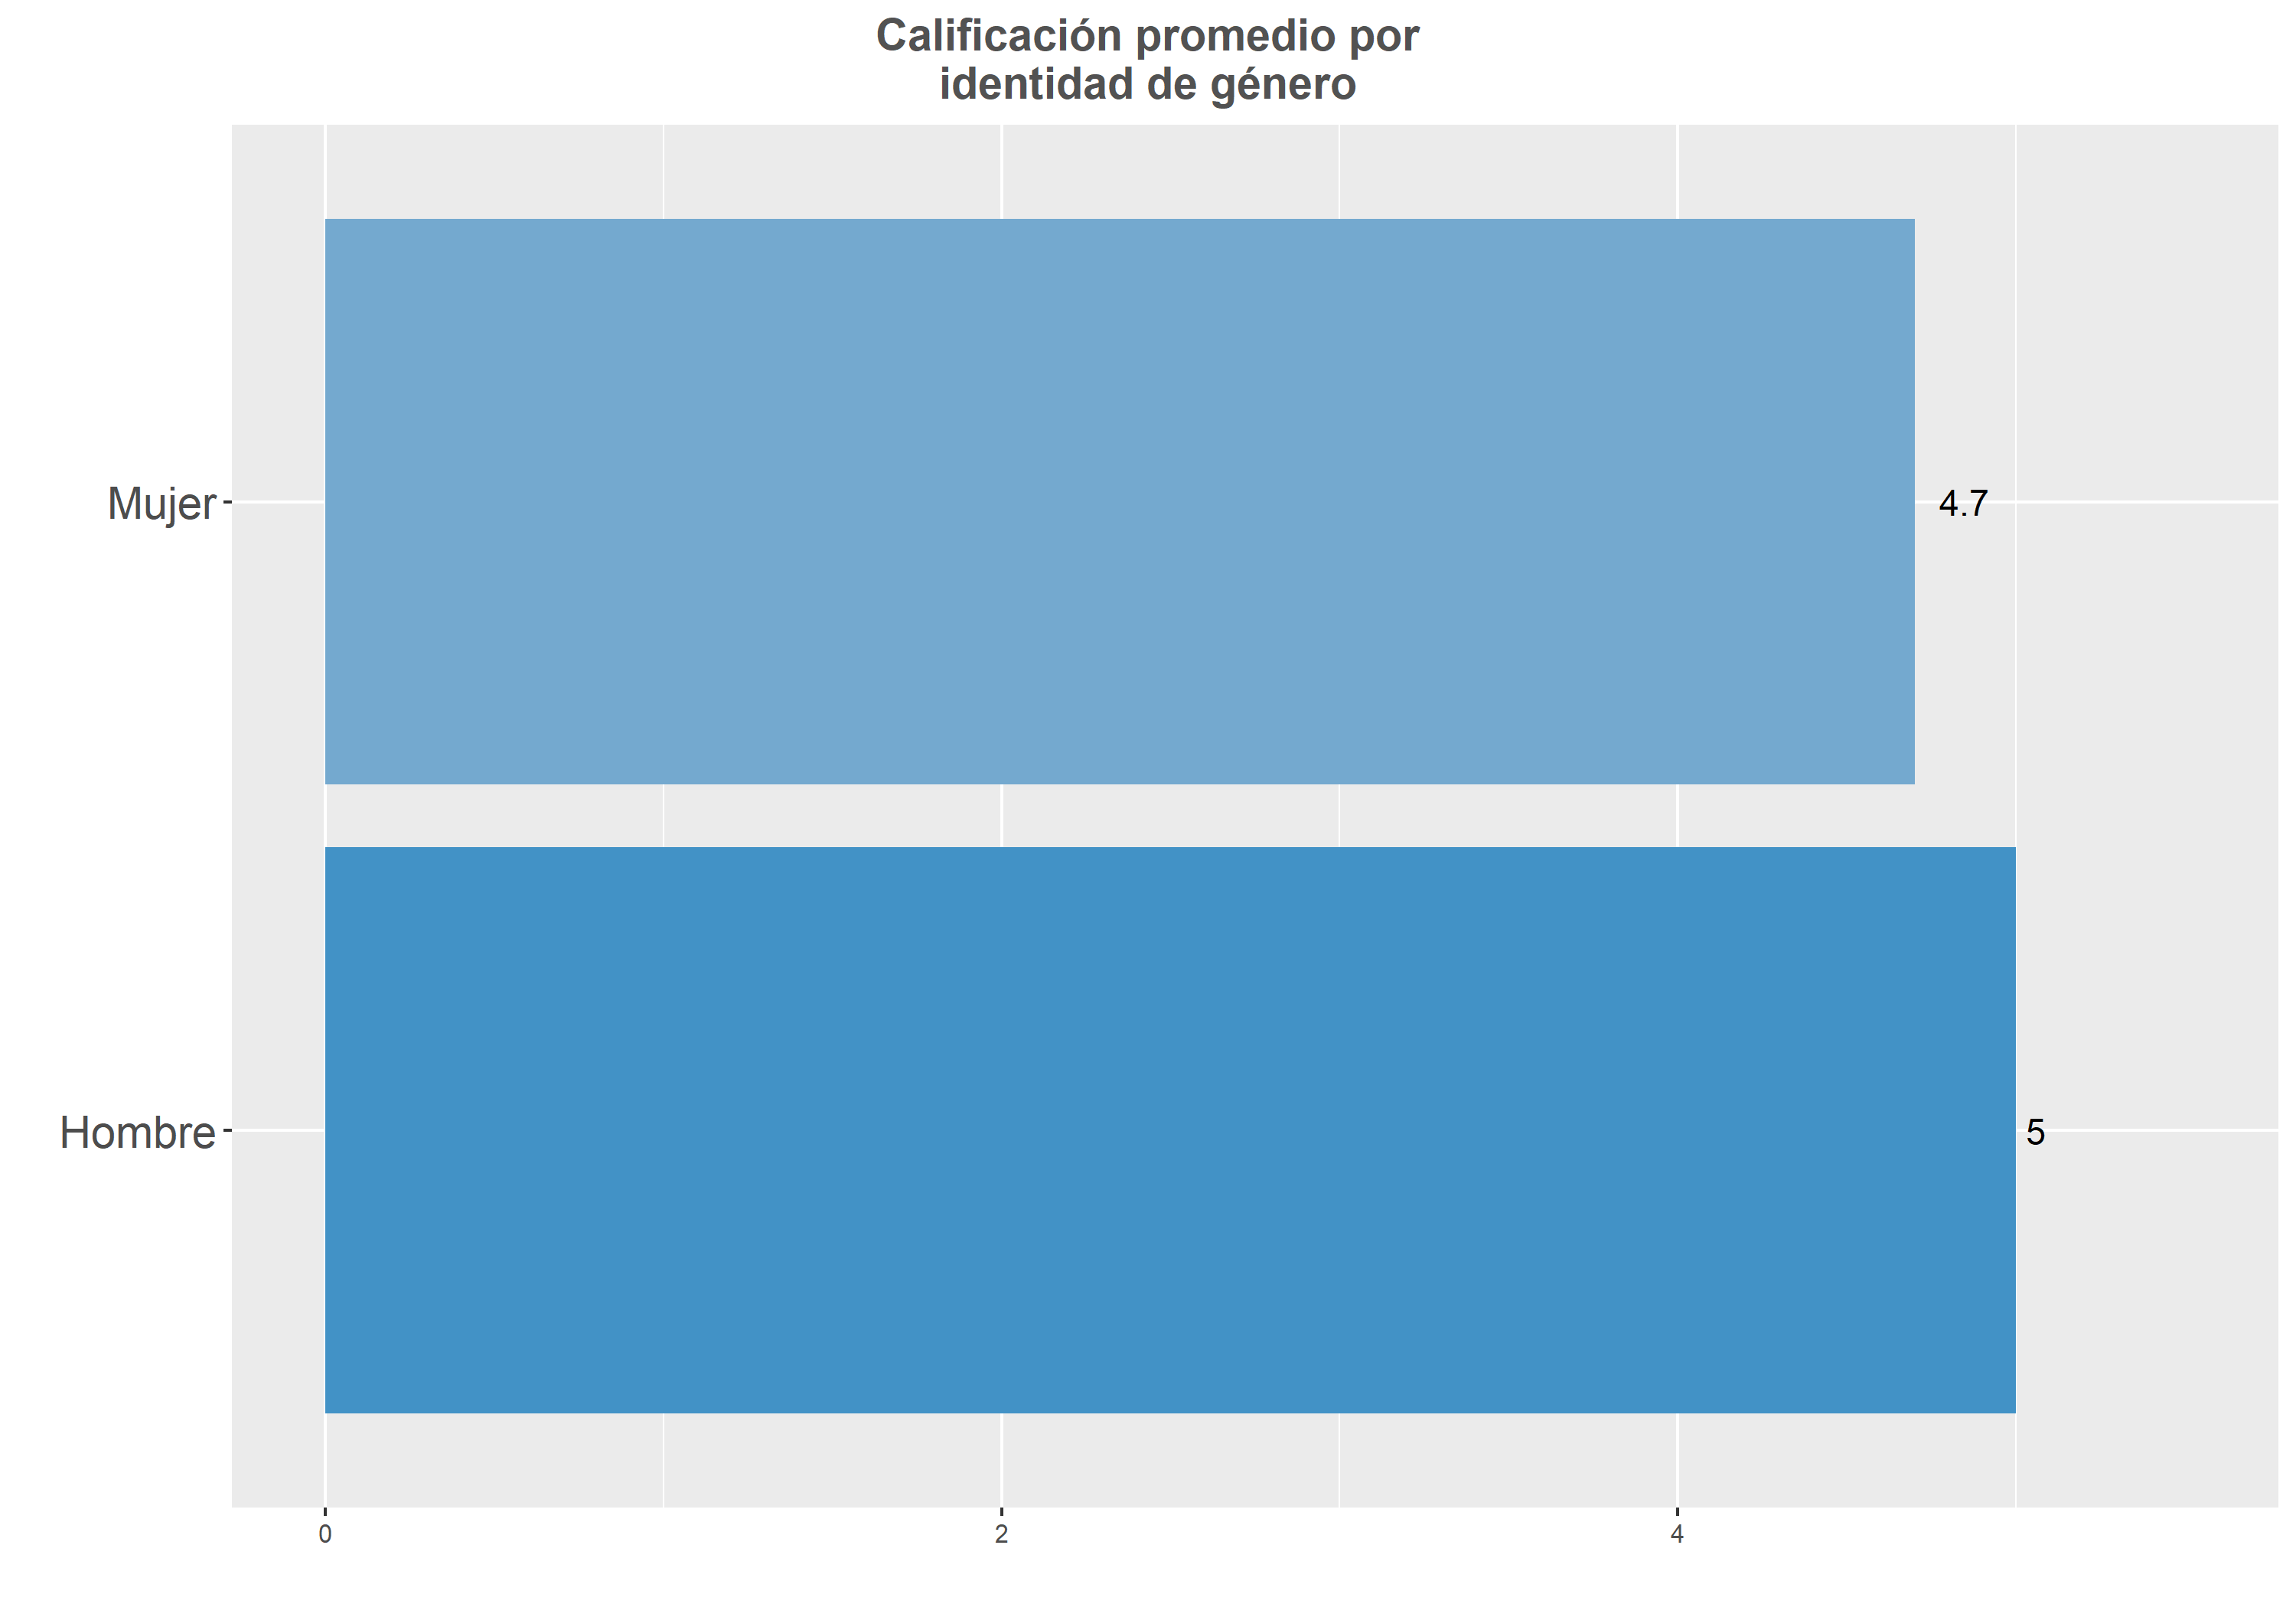 Calificación promedio por
identidad de género
Mujer
4.7
Hombre
5
0
2
4